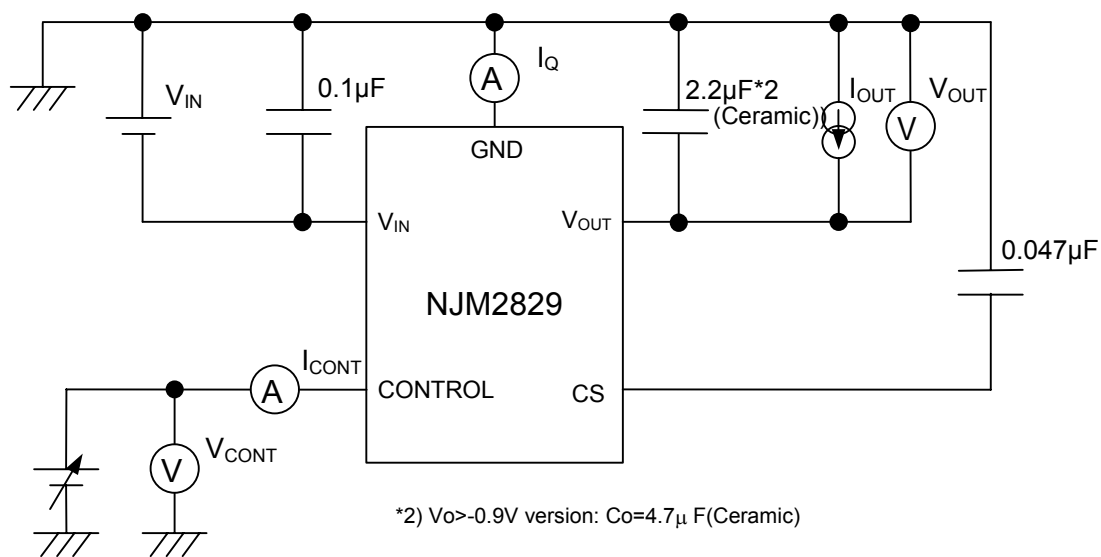 I_Q
A
V_IN
0.1µF
2.2µF*2
(Ceramic))
I_OUT
V_OUT
V
GND
V_IN
V_OUT
0.047µF
NJM2829
I_CONT
A
CONTROL
CS
V_CONT
V
*2) Vo>-0.9V version: Co=4.7µ F(Ceramic)